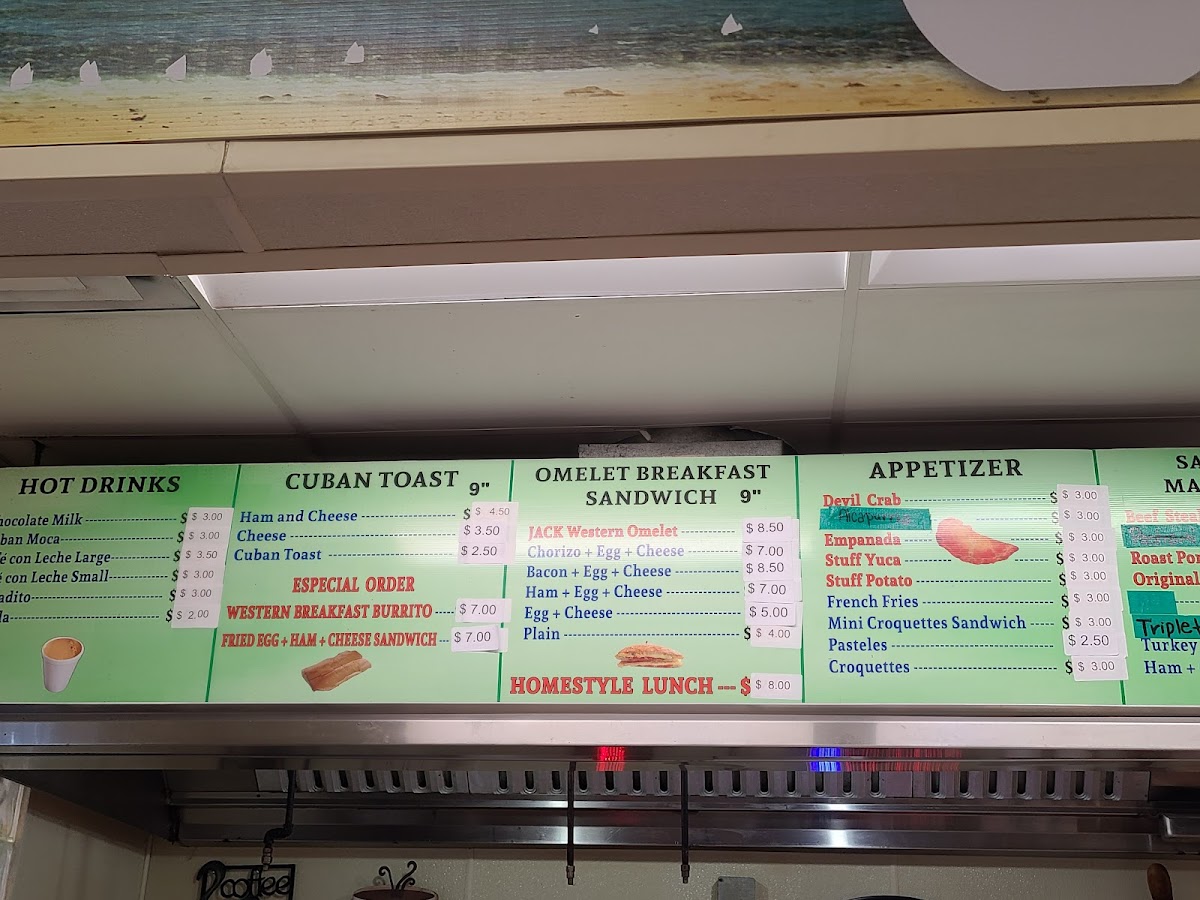 HOT DRINKS
hocolate Milk ---------------- $ $ 3.00
ban Moca---------------------- $ $ 3.00
é con Leche Large------------- $ $ 3.50
é con Leche Small------------- $ $ 3.00
adito------------------------- $ $ 3.00
la---------------------------- $ $ 2.00
CUBAN TOAST 9"
Ham and Cheese --------------- $ $ 4.50
Cheese ----------------------- $ 3.50
Cuban Toast ------------------ $ 2.50
ESPECIAL ORDER
WESTERN BREAKFAST BURRITO ---- $ 7.00
FRIED EGG + HAM + CHEESE SANDWICH -- $ 7.00
OMELET BREAKFAST
SANDWICH 9"
JACK Western Omelet ---------- $ 8.50
Chorizo + Egg + Cheese ------- $ 7.00
Bacon + Egg + Cheese --------- $ 8.50
Ham + Egg + Cheese ----------- $ 7.00
Egg + Cheese ----------------- $ 5.00
Plain ------------------------ $ $ 4.00
HOMESTYLE LUNCH --- $ $ 8.00
APPETIZER
Devil Crab ------------------- $ $ 3.00
------------ $ $ 3.00
Empanada --------------------- $ $ 3.00
Stuff Yuca ------------------- $ $ 3.00
Stuff Potato ----------------- $ $ 3.00
French Fries ----------------- $ $ 3.00
Mini Croquettes Sandwich ----- $ $ 3.00
Pasteles --------------------- $ 2.50
Croquettes ------------------- $ $ 3.00
SA
MA
Beef Stea
Roast Por
Original
Triplet
Turkey
Ham +
coffee